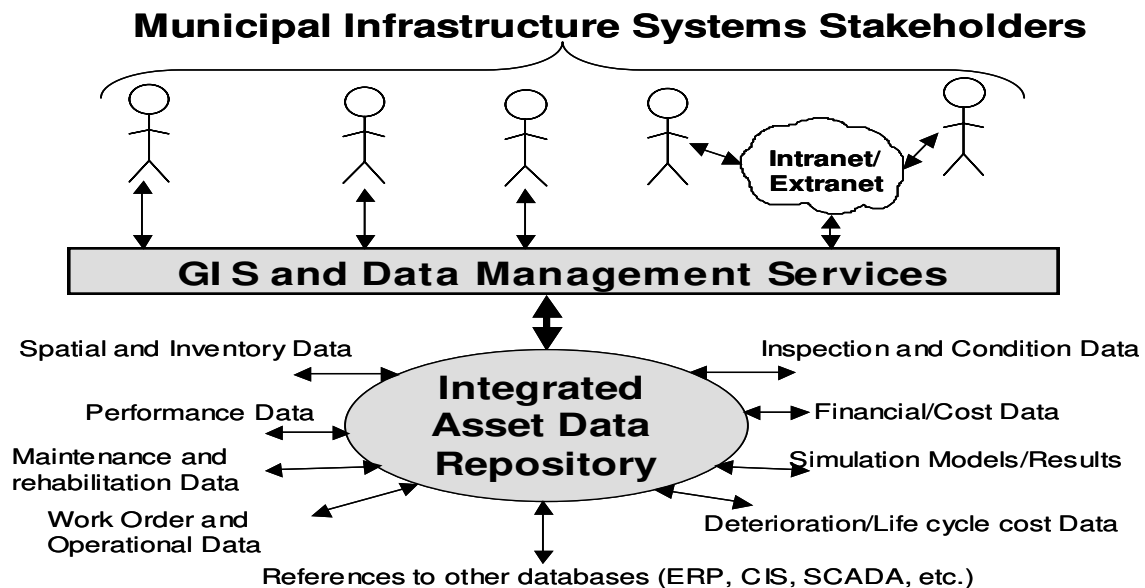 Municipal Infrastructure Systems Stakeholders
Intranet/
Extranet
GIS and Data Management Services
Spatial and Inventory Data
Inspection and Condition Data
Integrated
Asset Data
Repository
Performance Data
Financial/Cost Data
Maintenance and
rehabilitation Data
Simulation Models/Results
Work Order and
Operational Data
Deterioration/Life cycle cost Data
References to other databases (ERP, CIS, SCADA, etc.)